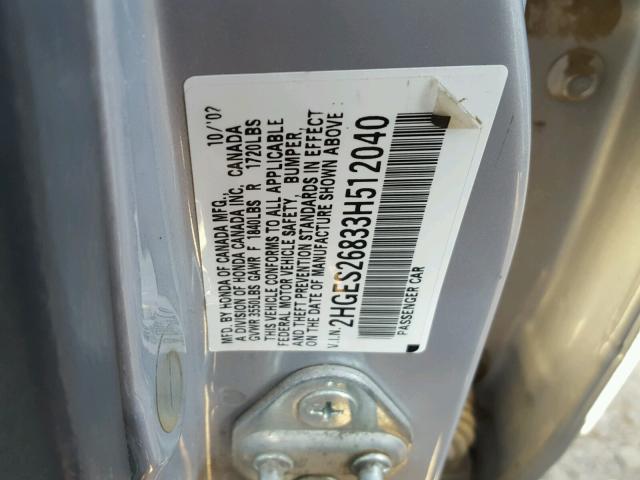 MFD. BY HONDA OF CANADA MFG. 10/'02
A DIVISION OF HONDA CANADA INC, CANADA
GVWR 3550LBS GAWR F 1840LBS R 1720LBS
THIS VEHICLE CONFORMS TO ALL APPLICABLE
FEDERAL MOTOR VEHICLE SAFETY, BUMPER,
AND THEFT PREVENTION STANDARDS IN EFFECT
ON THE DATE OF MANUFACTURE SHOWN ABOVE
V.I.N. 2HGES26833H512040
PASSENGER CAR